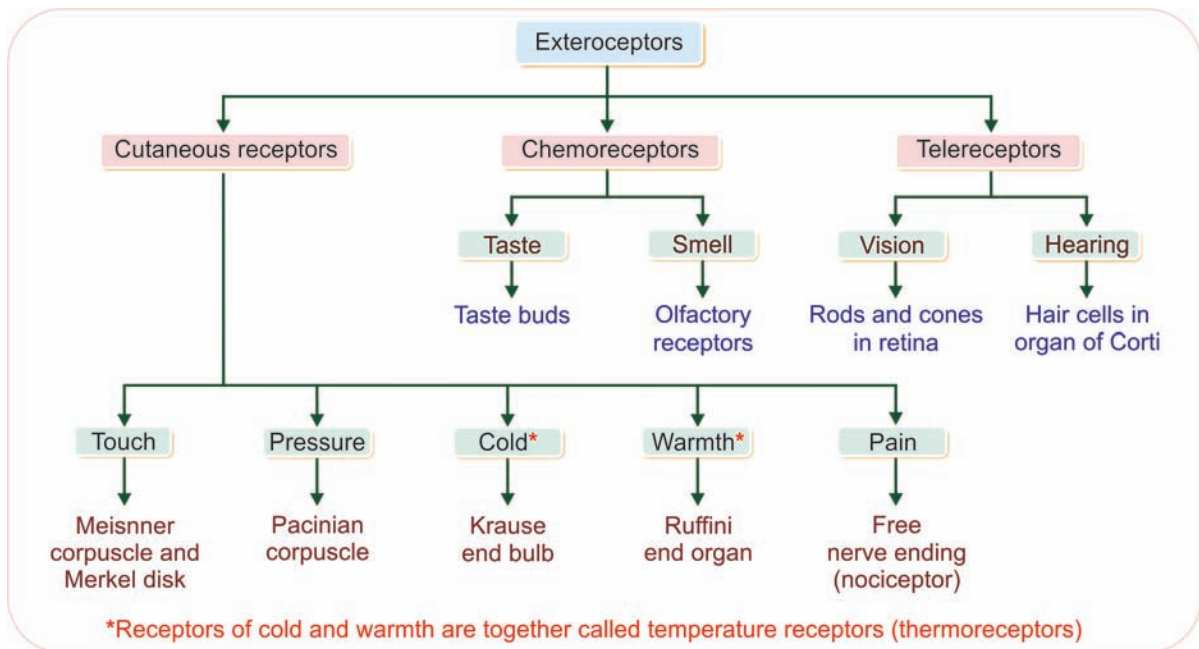 Exteroceptors
Cutaneous receptors
Chemoreceptors
Telereceptors
Taste
Smell
Vision
Hearing
Taste buds
Olfactory
receptors
Rods and cones
in retina
Hair cells in
organ of Corti
Touch
Pressure
Cold*
Warmth*
Pain
Meisnner
corpuscle and
Merkel disk
Pacinian
corpuscle
Krause
end bulb
Ruffini
end organ
Free
nerve ending
(nociceptor)
*Receptors of cold and warmth are together called temperature receptors (thermoreceptors)